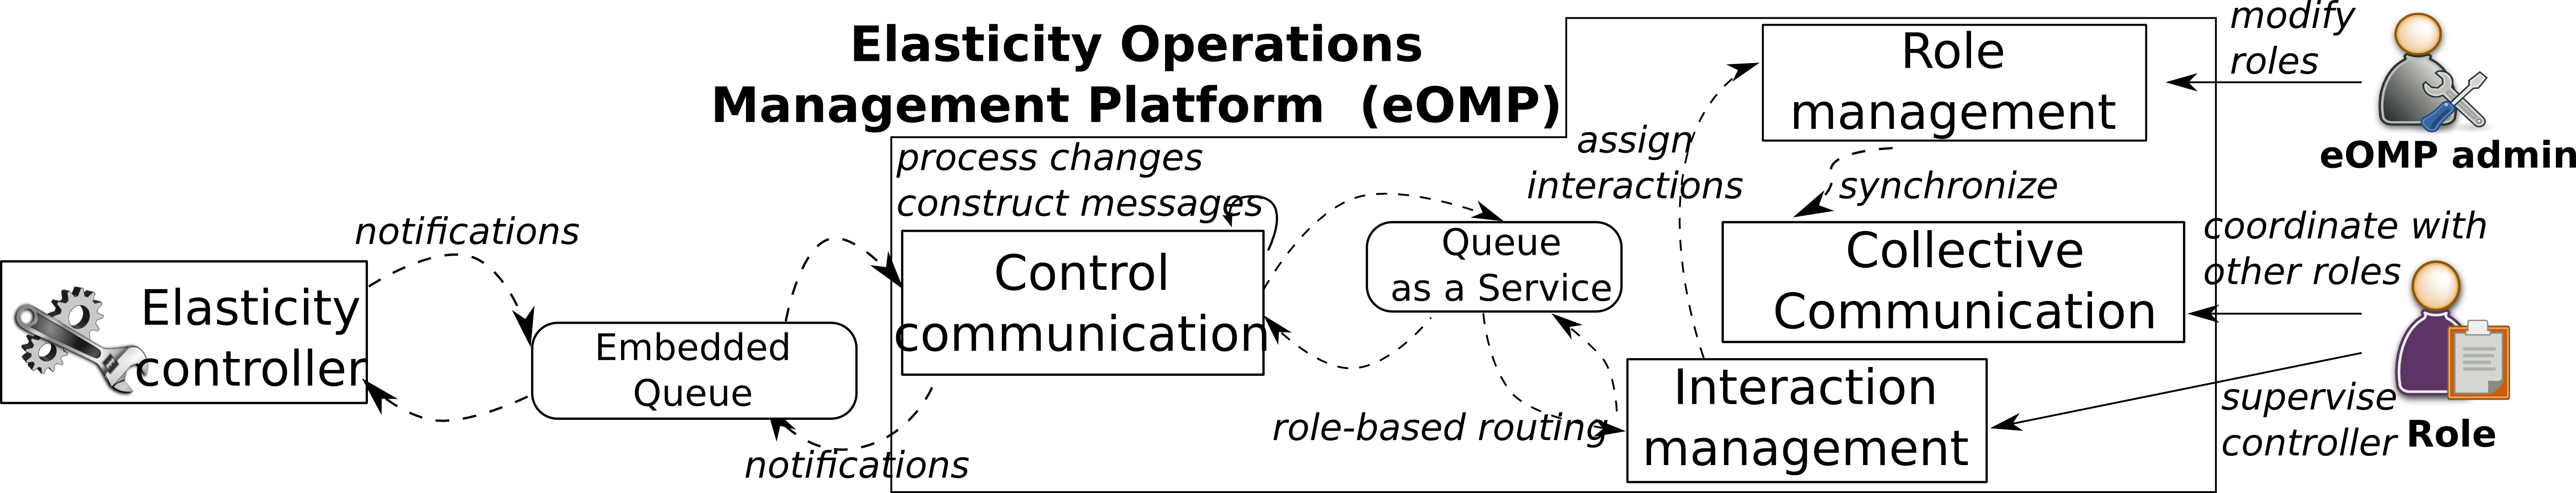 Elasticity Operations
Management Platform (eOMP)
notifications
Elasticity
controller
Embedded
Queue
notifications
process changes
construct messages
Control
communication
Queue
as a Service
role-based routing
assign
interactions
Role
management
synchronize
Collective
Communication
Interaction
management
modify
roles
eOMP admin
coordinate with
other roles
supervise
controller
Role